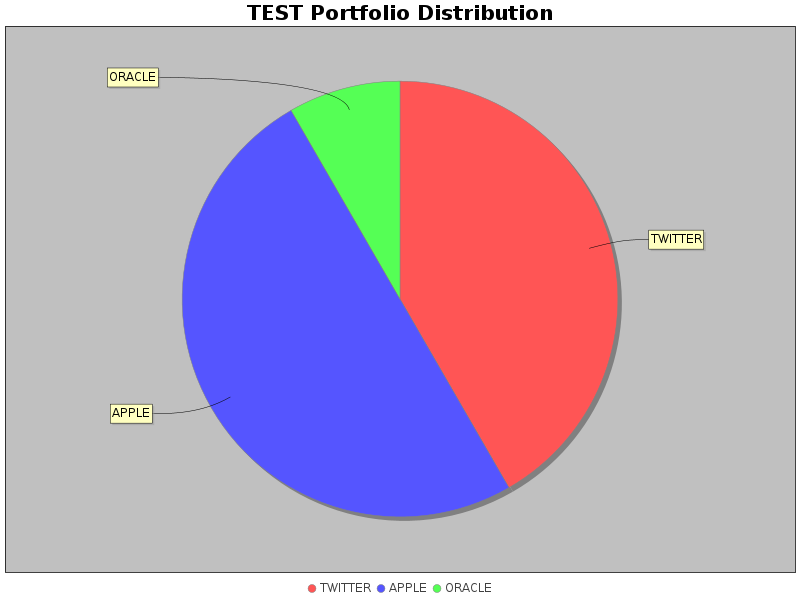 TEST Portfolio Distribution
ORACLE
TWITTER
APPLE
TWITTER APPLE ORACLE